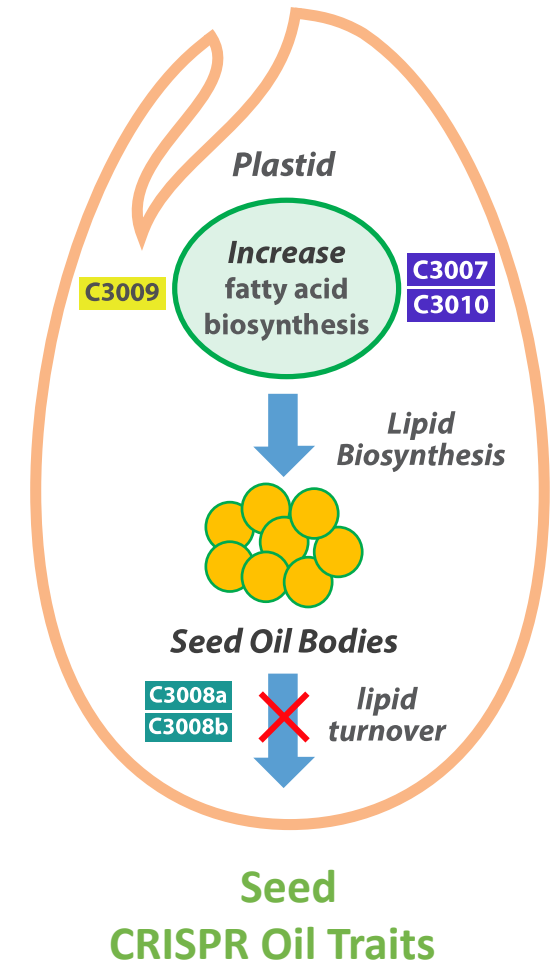 Plastid
Increase
fatty acid
biosynthesis
C3009
C3007
C3010
Lipid
Biosynthesis
Seed Oil Bodies
C3008a
C3008b
lipid
turnover
Seed
CRISPR Oil Traits